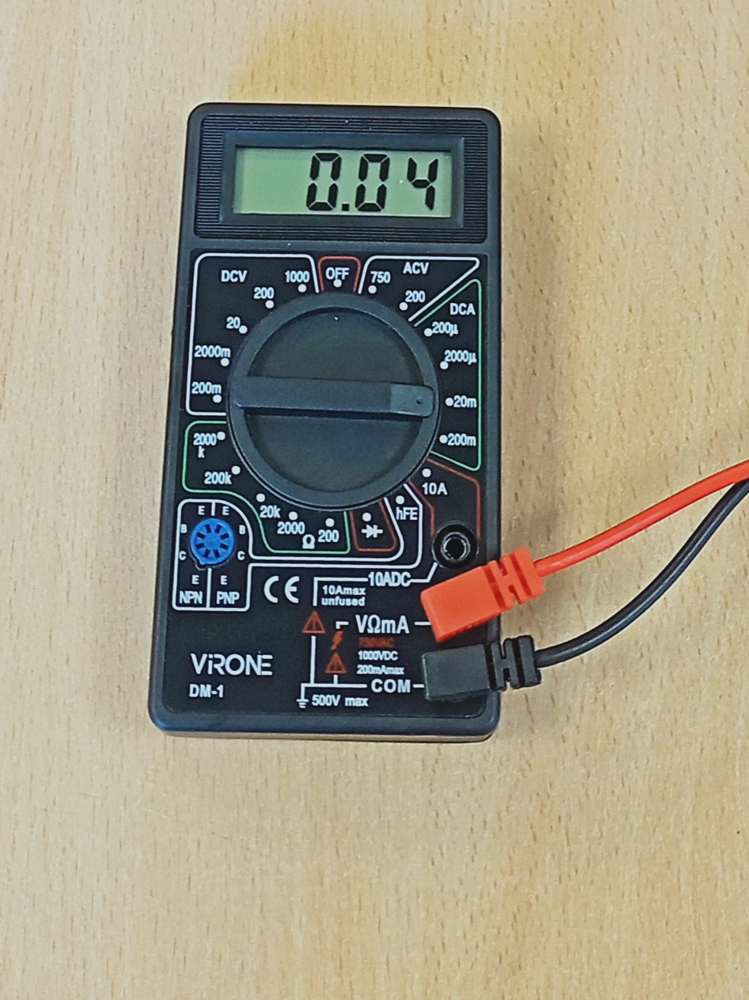 0.04
DCV 1000 OFF 750 ACV
200 200
DCA
20 200µ
2000m 2000µ
200m 20m
2000 200m
k
200k 10A
20k hFE
2000 Ω 200
E E
B B
C C
E E
NPN PNP
CE 10ADC
10Amax
unfused
VΩmA
750VAC
1000VDC
200mAmax
COM
500V max
ViRONE
DM-1